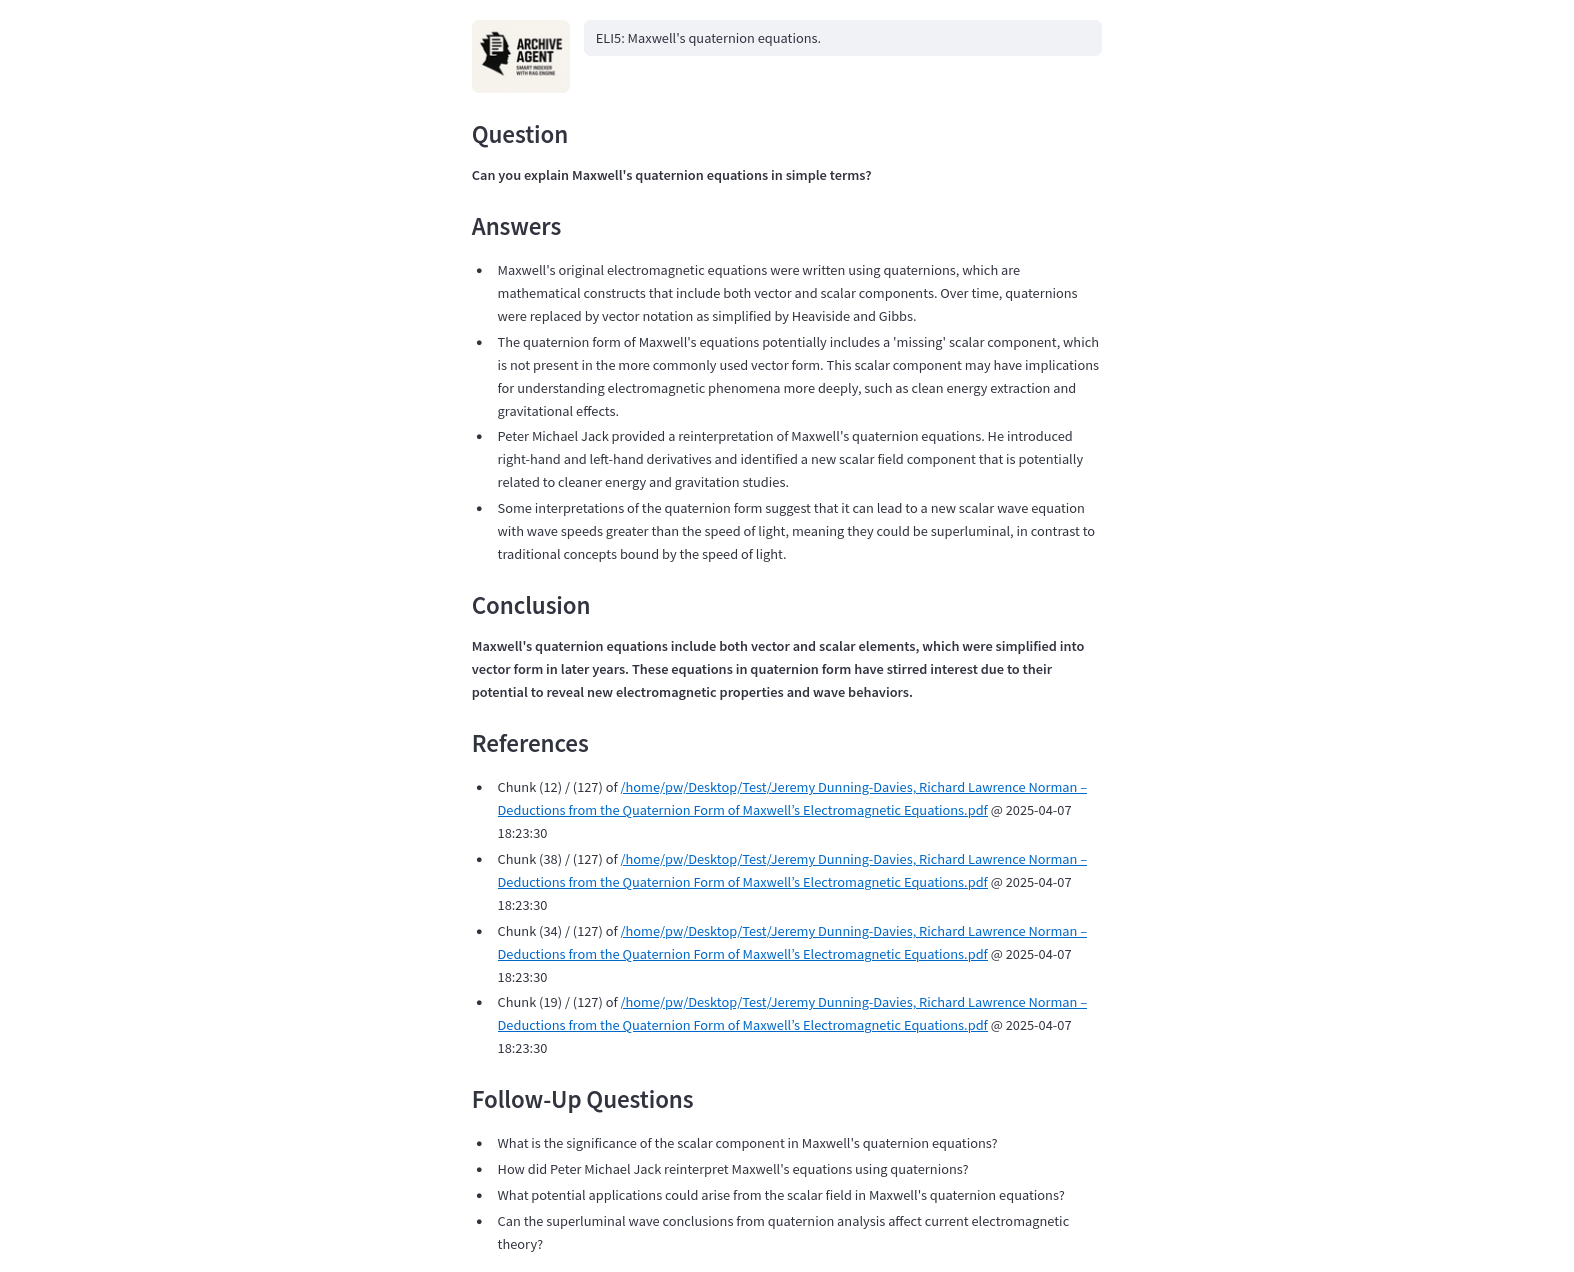 ARCHIVE
AGENT
SMART INDEXER
WITH RAG ENGINE
ELI5: Maxwell's quaternion equations.
Question
Can you explain Maxwell's quaternion equations in simple terms?
Answers
• Maxwell's original electromagnetic equations were written using quaternions, which are
mathematical constructs that include both vector and scalar components. Over time, quaternions
were replaced by vector notation as simplified by Heaviside and Gibbs.
• The quaternion form of Maxwell's equations potentially includes a 'missing' scalar component, which
is not present in the more commonly used vector form. This scalar component may have implications
for understanding electromagnetic phenomena more deeply, such as clean energy extraction and
gravitational effects.
• Peter Michael Jack provided a reinterpretation of Maxwell's quaternion equations. He introduced
right-hand and left-hand derivatives and identified a new scalar field component that is potentially
related to cleaner energy and gravitation studies.
• Some interpretations of the quaternion form suggest that it can lead to a new scalar wave equation
with wave speeds greater than the speed of light, meaning they could be superluminal, in contrast to
traditional concepts bound by the speed of light.
Conclusion
Maxwell's quaternion equations include both vector and scalar elements, which were simplified into
vector form in later years. These equations in quaternion form have stirred interest due to their
potential to reveal new electromagnetic properties and wave behaviors.
References
• Chunk (12) / (127) of /home/pw/Desktop/Test/Jeremy Dunning-Davies, Richard Lawrence Norman –
Deductions from the Quaternion Form of Maxwell’s Electromagnetic Equations.pdf @ 2025-04-07
18:23:30
• Chunk (38) / (127) of /home/pw/Desktop/Test/Jeremy Dunning-Davies, Richard Lawrence Norman –
Deductions from the Quaternion Form of Maxwell’s Electromagnetic Equations.pdf @ 2025-04-07
18:23:30
• Chunk (34) / (127) of /home/pw/Desktop/Test/Jeremy Dunning-Davies, Richard Lawrence Norman –
Deductions from the Quaternion Form of Maxwell’s Electromagnetic Equations.pdf @ 2025-04-07
18:23:30
• Chunk (19) / (127) of /home/pw/Desktop/Test/Jeremy Dunning-Davies, Richard Lawrence Norman –
Deductions from the Quaternion Form of Maxwell’s Electromagnetic Equations.pdf @ 2025-04-07
18:23:30
Follow-Up Questions
• What is the significance of the scalar component in Maxwell's quaternion equations?
• How did Peter Michael Jack reinterpret Maxwell's equations using quaternions?
• What potential applications could arise from the scalar field in Maxwell's quaternion equations?
• Can the superluminal wave conclusions from quaternion analysis affect current electromagnetic
theory?